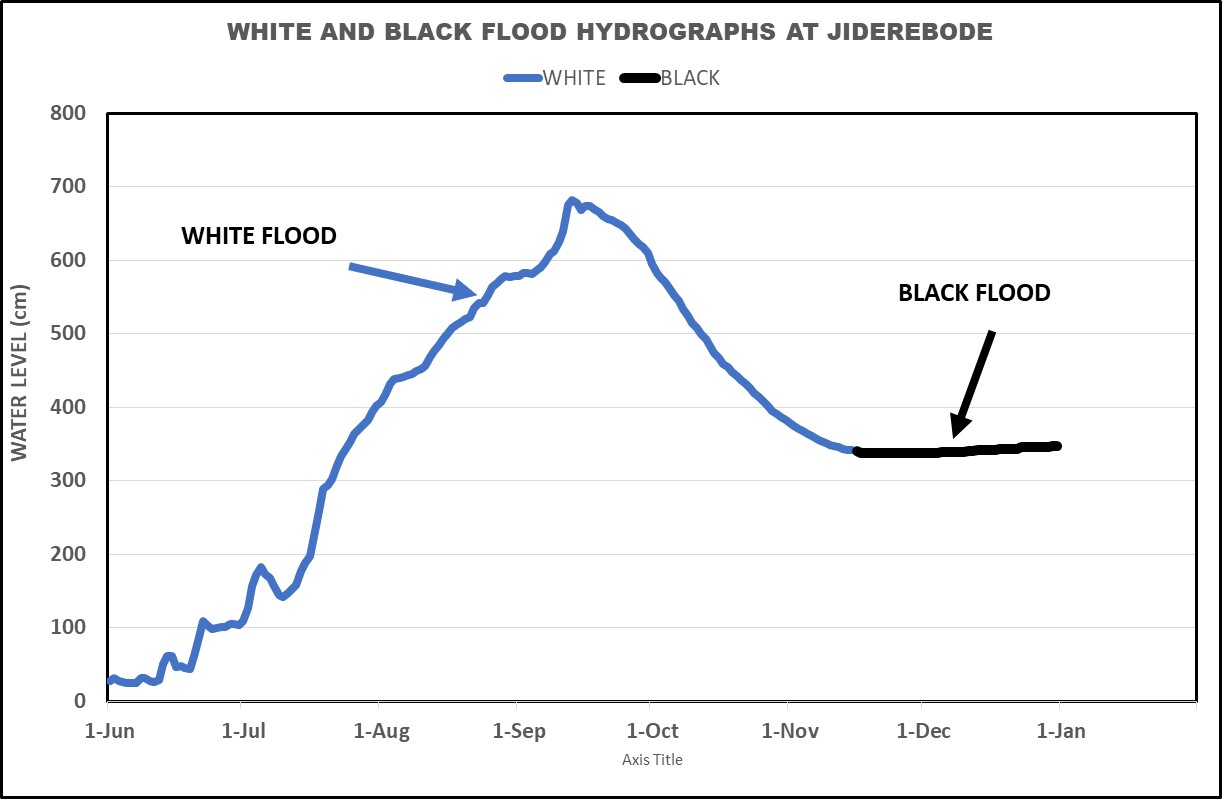 WHITE AND BLACK FLOOD HYDROGRAPHS AT JIDEREBODE
WHITE BLACK
800
700
600
500
400
300
200
100
0
WATER LEVEL (cm)
WHITE FLOOD
BLACK FLOOD
1-Jun 1-Jul 1-Aug 1-Sep 1-Oct 1-Nov 1-Dec 1-Jan
Axis Title